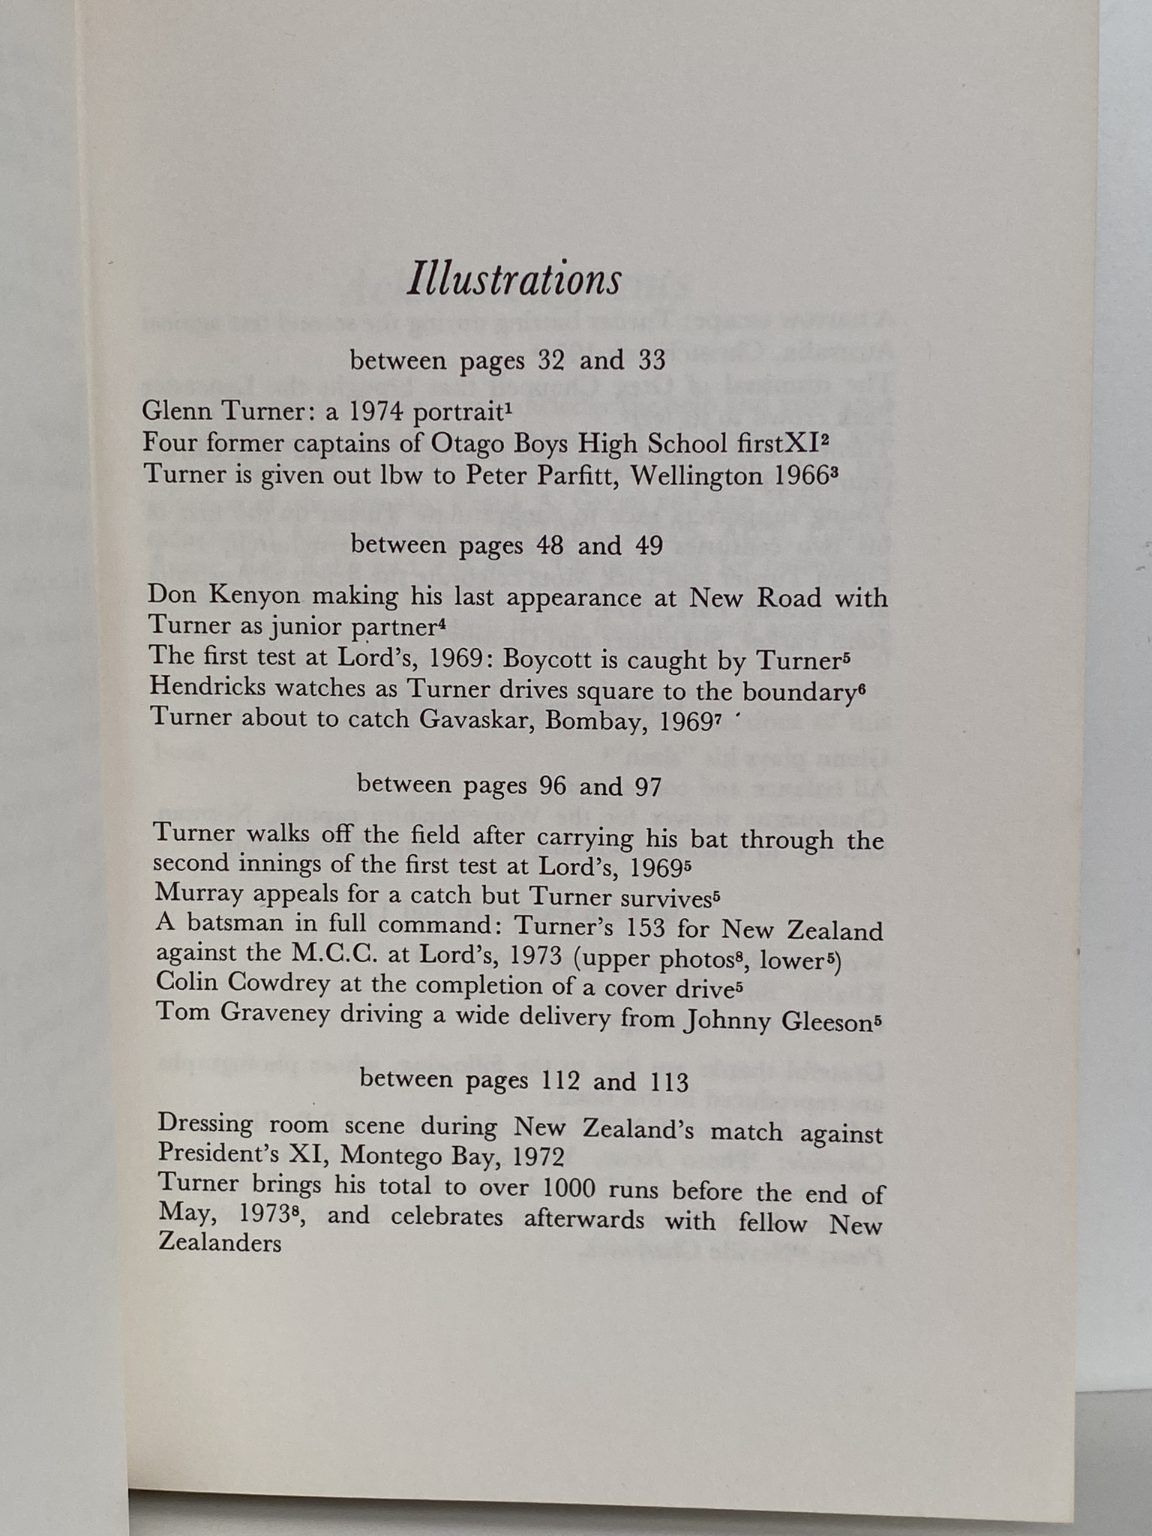 Illustrations
between pages 32 and 33
Glenn Turner: a 1974 portrait¹
Four former captains of Otago Boys High School firstXI²
Turner is given out lbw to Peter Parfitt, Wellington 1966³
between pages 48 and 49
Don Kenyon making his last appearance at New Road with
Turner as junior partner⁴
The first test at Lord's, 1969: Boycott is caught by Turner⁵
Hendricks watches as Turner drives square to the boundary⁶
Turner about to catch Gavaskar, Bombay, 1969⁷
between pages 96 and 97
Turner walks off the field after carrying his bat through the
second innings of the first test at Lord's, 1969⁵
Murray appeals for a catch but Turner survives⁵
A batsman in full command: Turner's 153 for New Zealand
against the M.C.C. at Lord's, 1973 (upper photos⁸, lower⁵)
Colin Cowdrey at the completion of a cover drive⁵
Tom Graveney driving a wide delivery from Johnny Gleeson⁵
between pages 112 and 113
Dressing room scene during New Zealand's match against
President's XI, Montego Bay, 1972
Turner brings his total to over 1000 runs before the end of
May, 1973⁸, and celebrates afterwards with fellow New
Zealanders